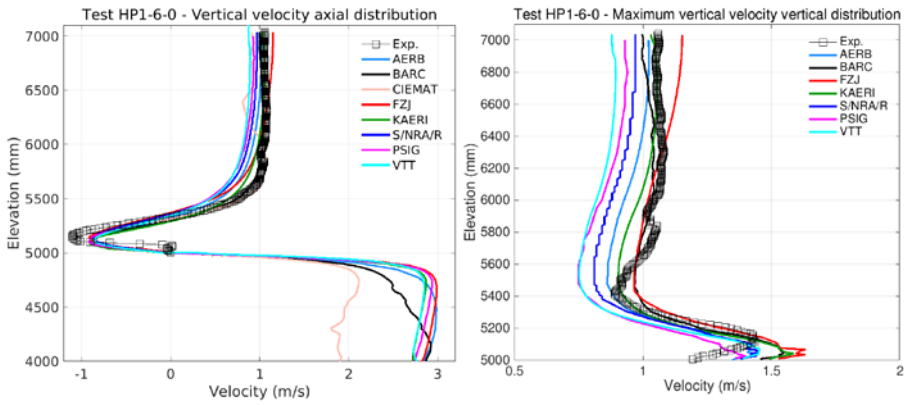 Test HP1-6-0 - Vertical velocity axial distribution
7000
6500
6000
5500
5000
4500
4000
Elevation (mm)
-1
0
1
2
3
Velocity (m/s)
Exp.
AERB
BARC
CIEMAT
FZJ
KAERI
S/NRA/R
PSIG
VTT
Test HP1-6-0 - Maximum vertical velocity vertical distribution
7000
6800
6600
6400
6200
6000
5800
5600
5400
5200
5000
Elevation (mm)
0.5
1
1.5
2
Velocity (m/s)
Exp.
AERB
BARC
FZJ
KAERI
S/NRA/R
PSIG
VTT